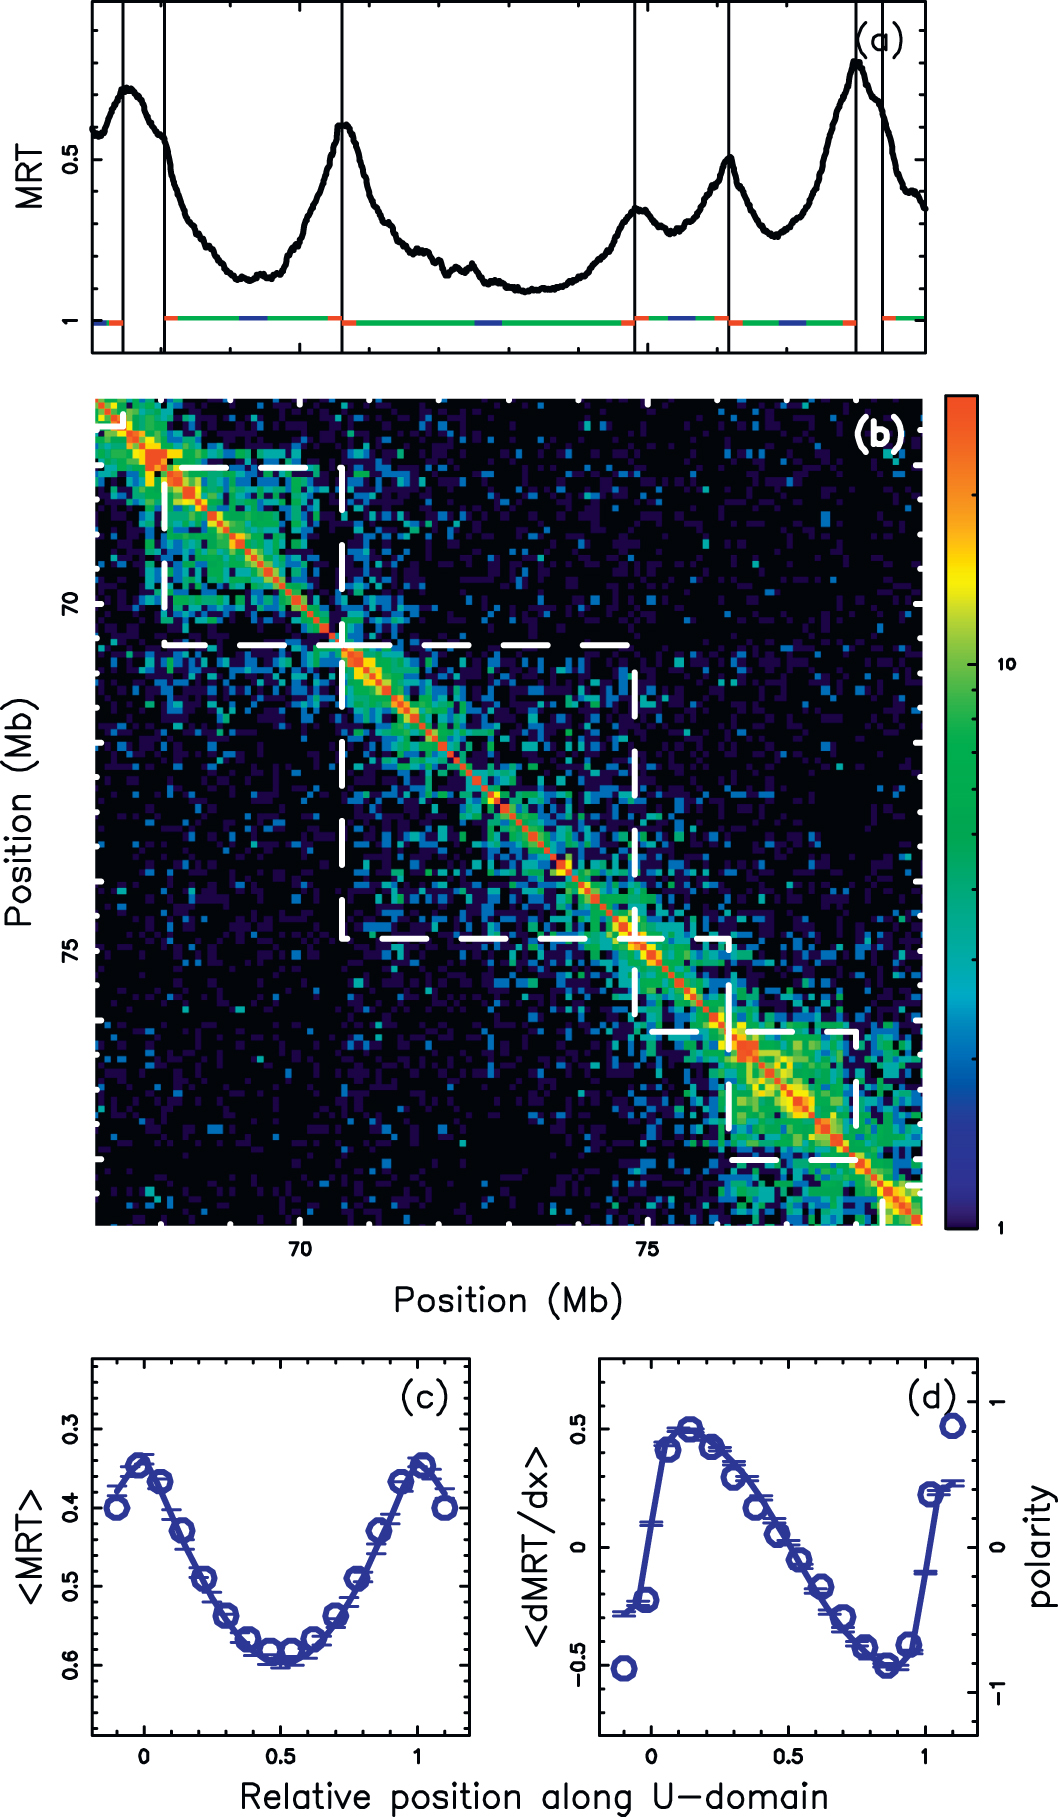 (a)
MRT
0.5
1
(b)
Position (Mb)
70
75
10
1
70
75
Position (Mb)
(c)
<MRT>
0.3
0.4
0.5
0.6
0
0.5
1
(d)
<dMRT/dx>
0.5
0
-0.5
1
0
-1
polarity
0
0.5
1
Relative position along U-domain